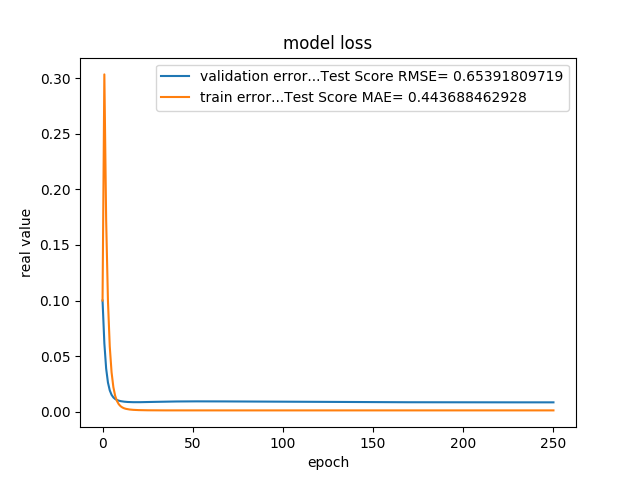 model loss
validation error...Test Score RMSE= 0.65391809719
train error...Test Score MAE= 0.443688462928
real value
0.30
0.25
0.20
0.15
0.10
0.05
0.00
0 50 100 150 200 250
epoch